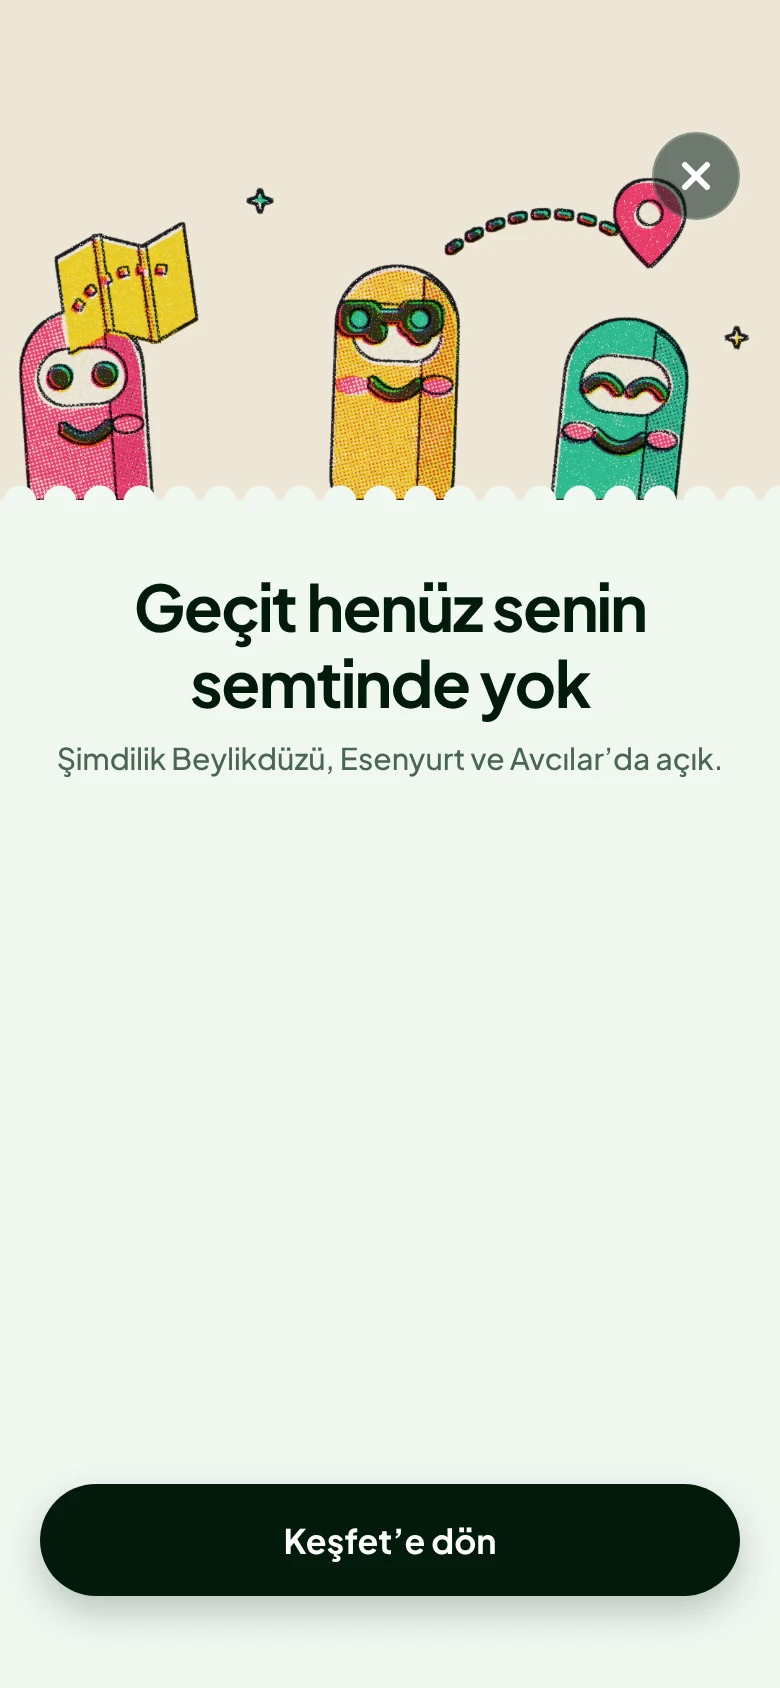 Geçit henüz senin
semtinde yok
Şimdilik Beylikdüzü, Esenyurt ve Avcılar’da açık.
Keşfet’e dön